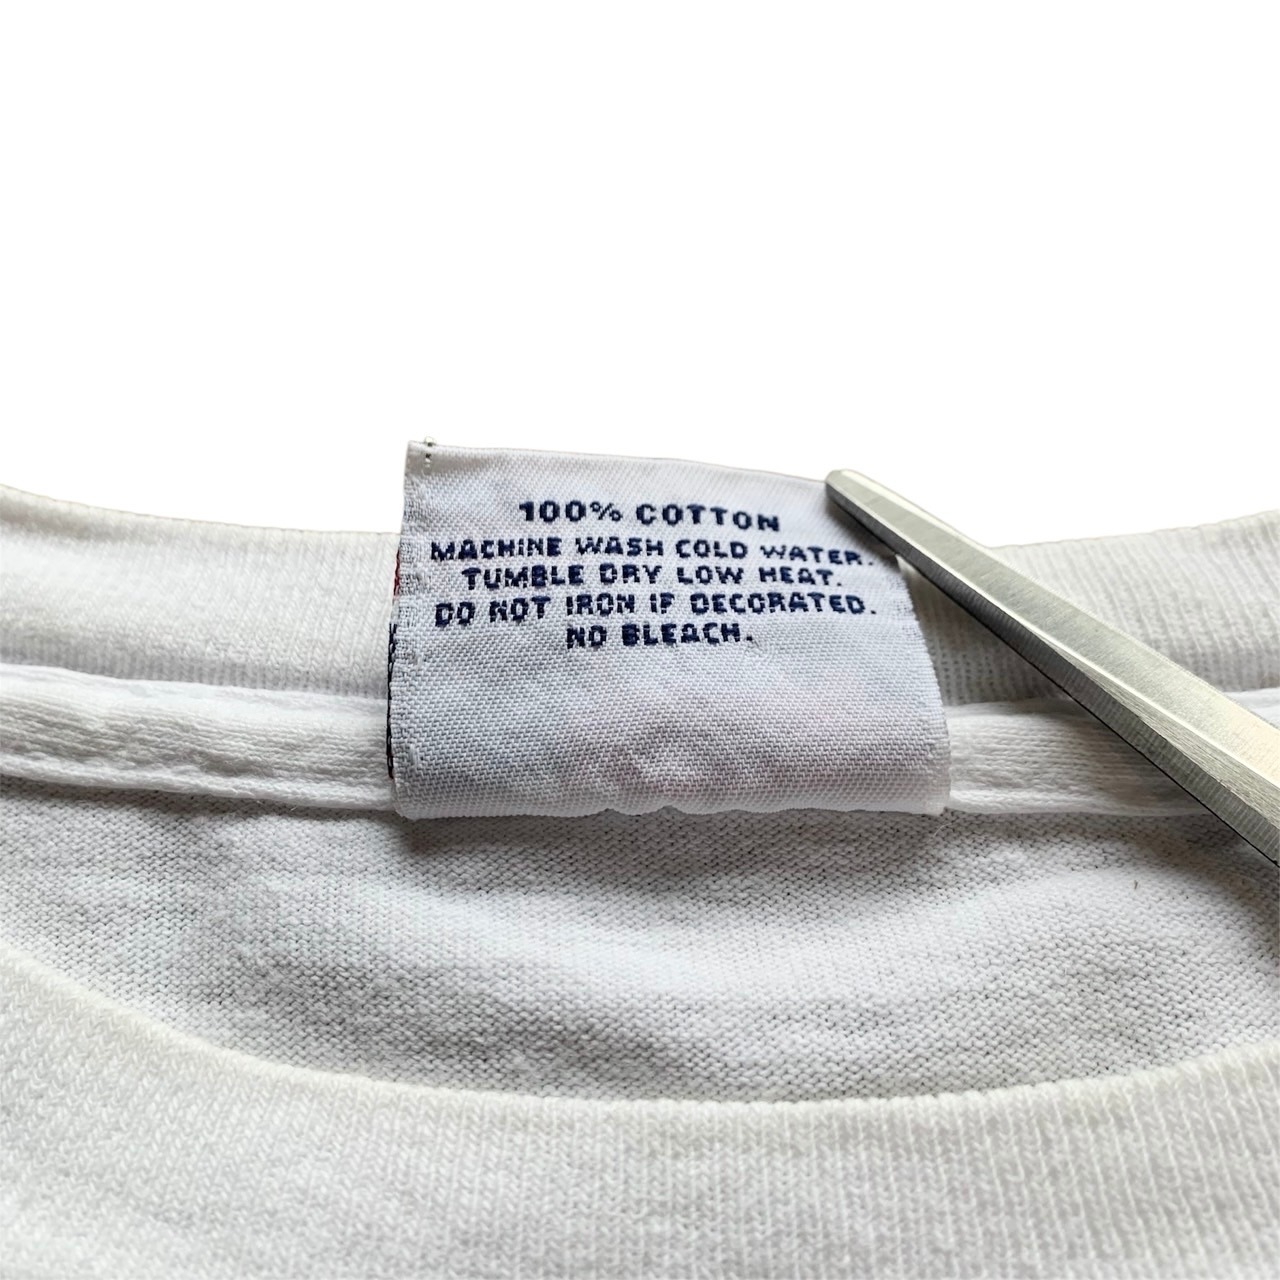 100% COTTON
MACHINE WASH COLD WATER.
TUMBLE DRY LOW HEAT.
DO NOT IRON IF DECORATED.
NO BLEACH.